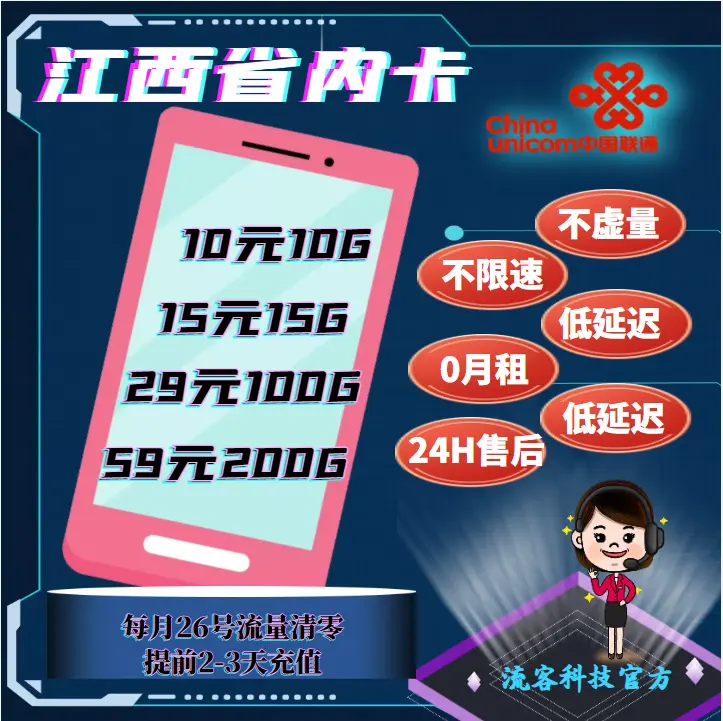 江西省内卡
China
unicom中国联通
10元10G
15元15G
29元100G
59元200G
不虚量
不限速
低延迟
0月租
低延迟
24H售后
每月26号流量清零
提前2-3天充值
流客科技官方